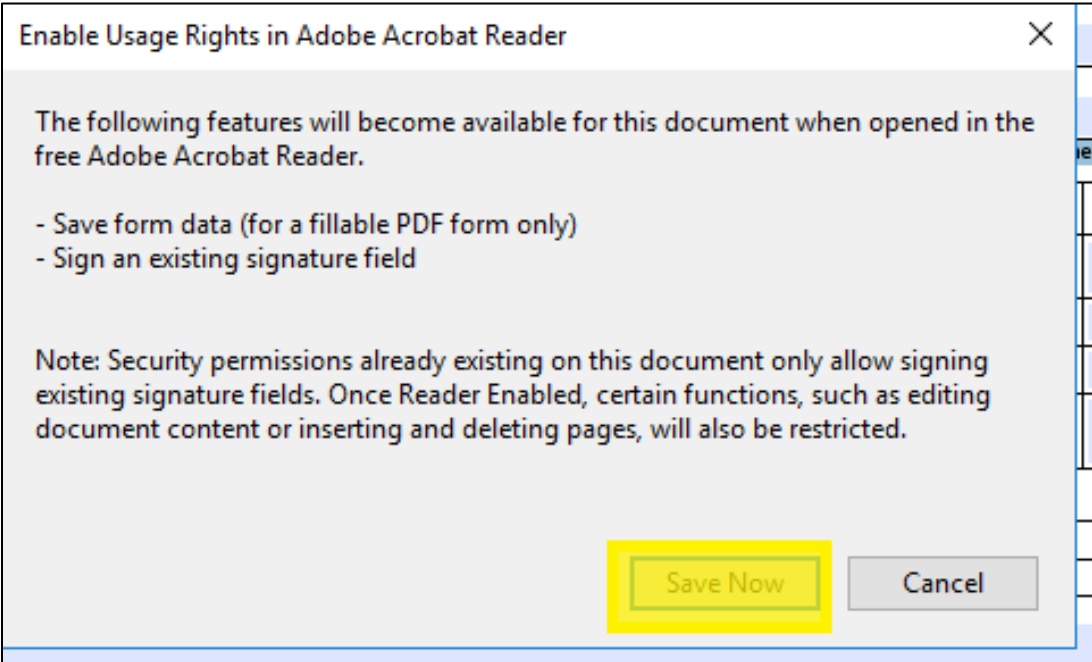 Enable Usage Rights in Adobe Acrobat Reader
The following features will become available for this document when opened in the
free Adobe Acrobat Reader.
- Save form data (for a fillable PDF form only)
- Sign an existing signature field
Note: Security permissions already existing on this document only allow signing
existing signature fields. Once Reader Enabled, certain functions, such as editing
document content or inserting and deleting pages, will also be restricted.
Save Now
Cancel